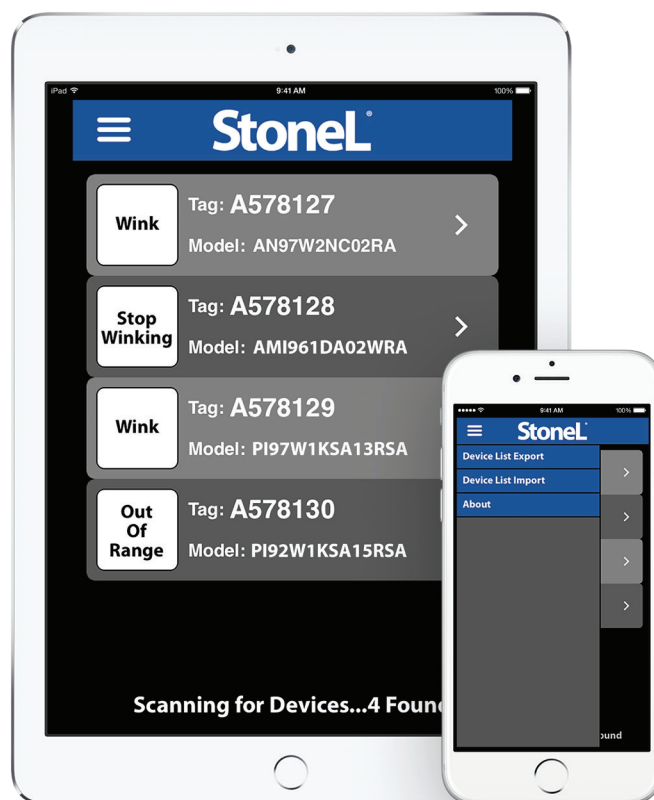 iPad 9:41 AM 100%
StoneL®
Wink
Tag: A578127
Model: AN97W2NC02RA
Stop
Winking
Tag: A578128
Model: AMI961DA02WRA
Wink
Tag: A578129
Model: PI97W1KSA13RSA
Out
Of
Range
Tag: A578130
Model: PI92W1KSA15RSA
Scanning for Devices...4 Foun
9:41 AM 100%
StoneL
Device List Export
Device List Import
About
ound